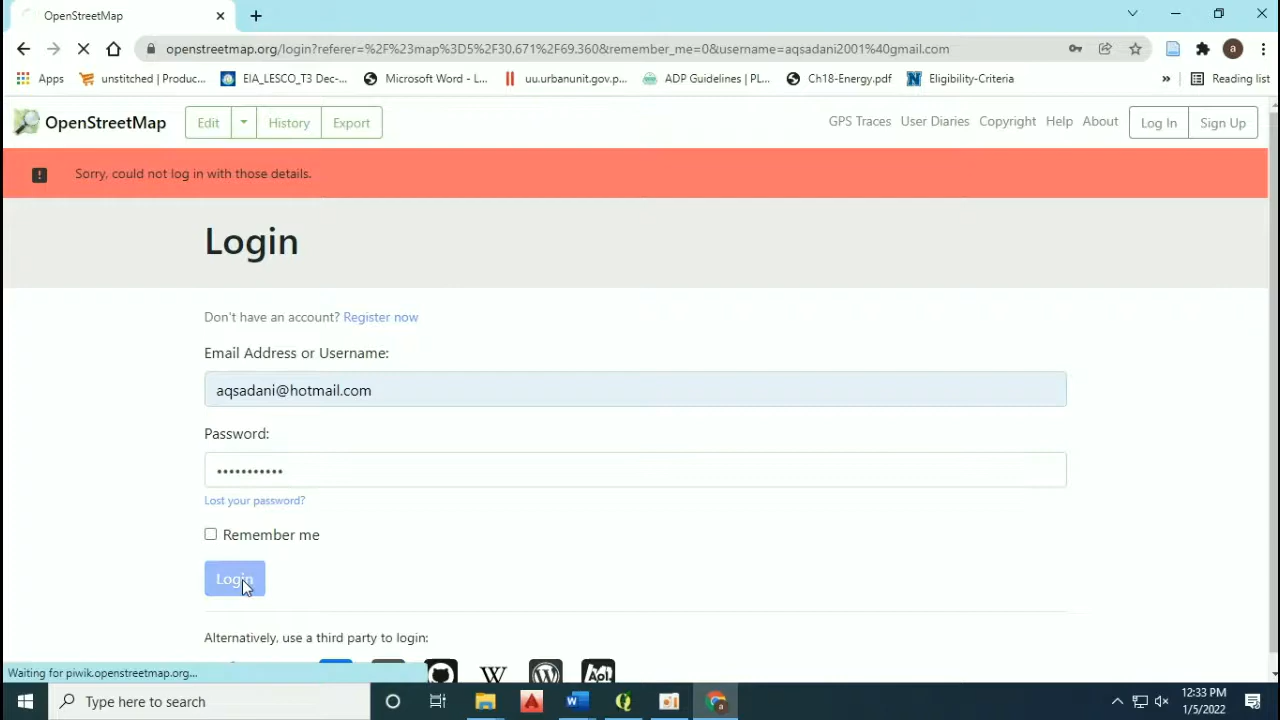 OpenStreetMap
openstreetmap.org/login?referer=%2F%23map%3D5%2F30.671%2F69.360&remember_me=0&username=aqsadani2001%40gmail.com
a
Apps
unstitched | Produc...
EIA_LESCO_T3 Dec-...
Microsoft Word - L...
uu.urbanunit.gov.p...
ADP Guidelines | PL...
Ch18-Energy.pdf
Eligibility-Criteria
»
Reading list
OpenStreetMap
Edit
History
Export
GPS Traces
User Diaries
Copyright
Help
About
Log In
Sign Up
Sorry, could not log in with those details.
Login
Don't have an account? Register now
Email Address or Username:
aqsadani@hotmail.com
Password:
•••••••••••
Lost your password?
Remember me
Login
Alternatively, use a third party to login:
W
Aol.
Waiting for piwik.openstreetmap.org...
Type here to search
12:33 PM
1/5/2022